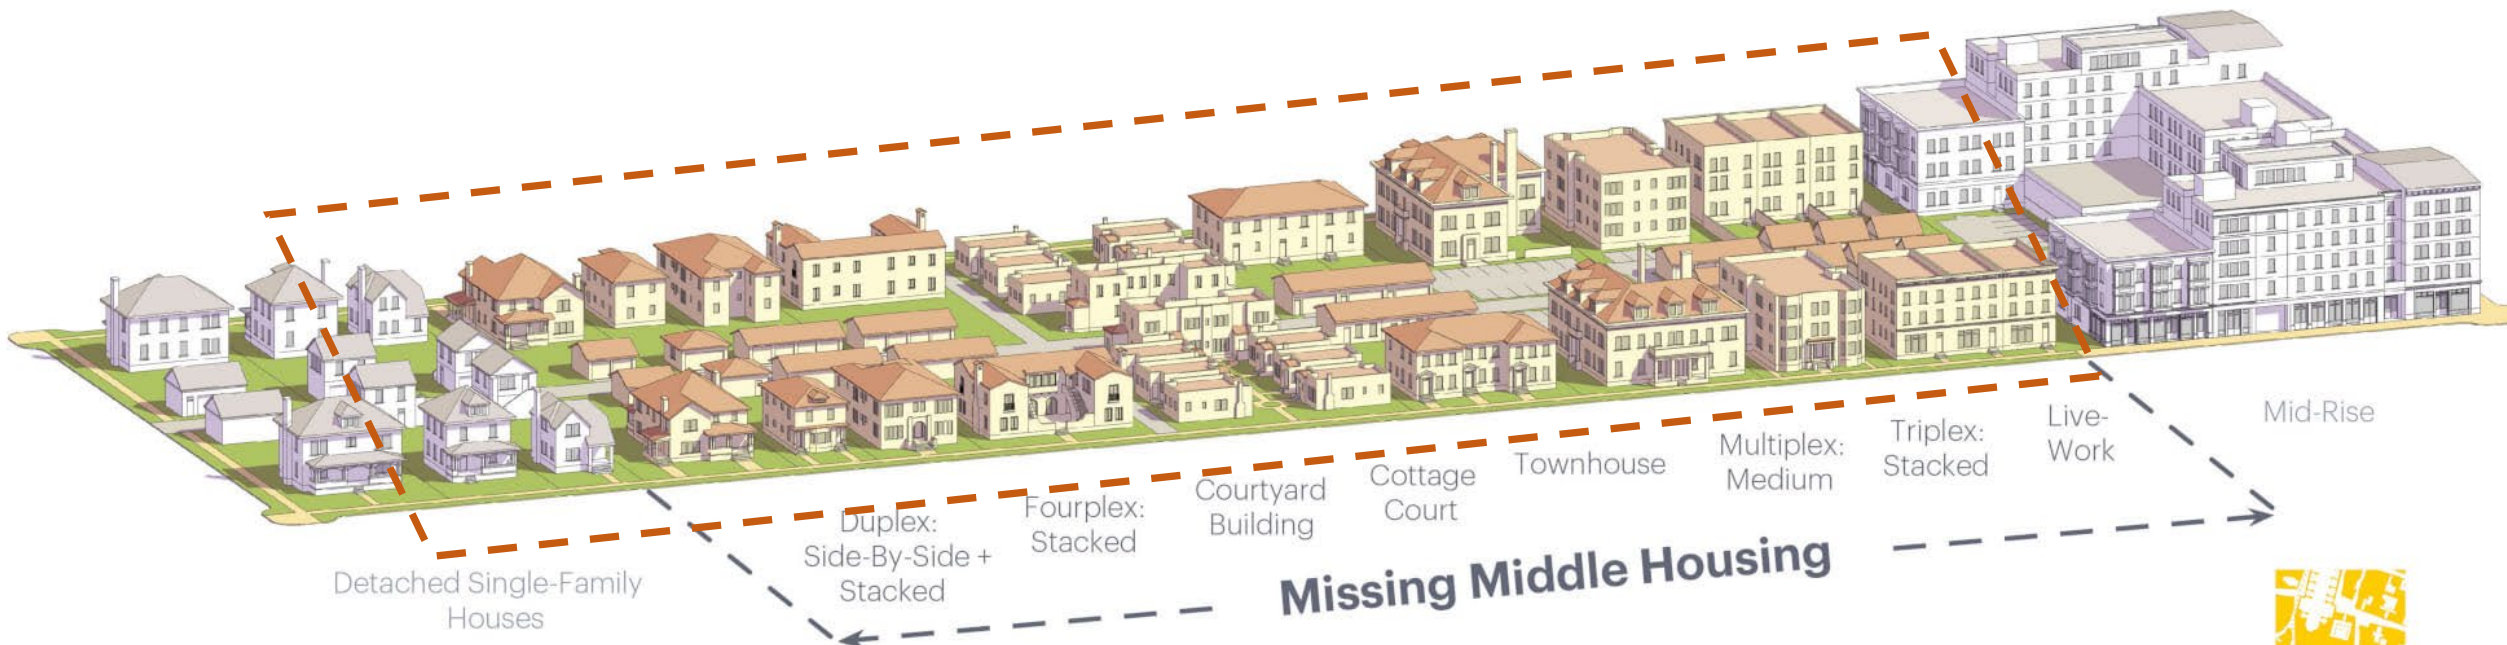 Detached Single-Family
Houses
Duplex:
Side-By-Side +
Stacked
Fourplex:
Stacked
Courtyard
Building
Cottage
Court
Townhouse
Multiplex:
Medium
Triplex:
Stacked
Live-
Work
Mid-Rise
Missing Middle Housing